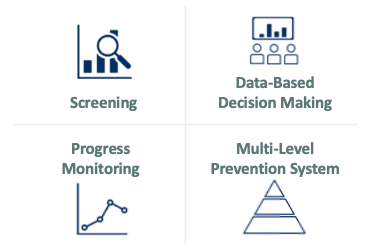 Screening
Data-Based
Decision Making
Progress
Monitoring
Multi-Level
Prevention System